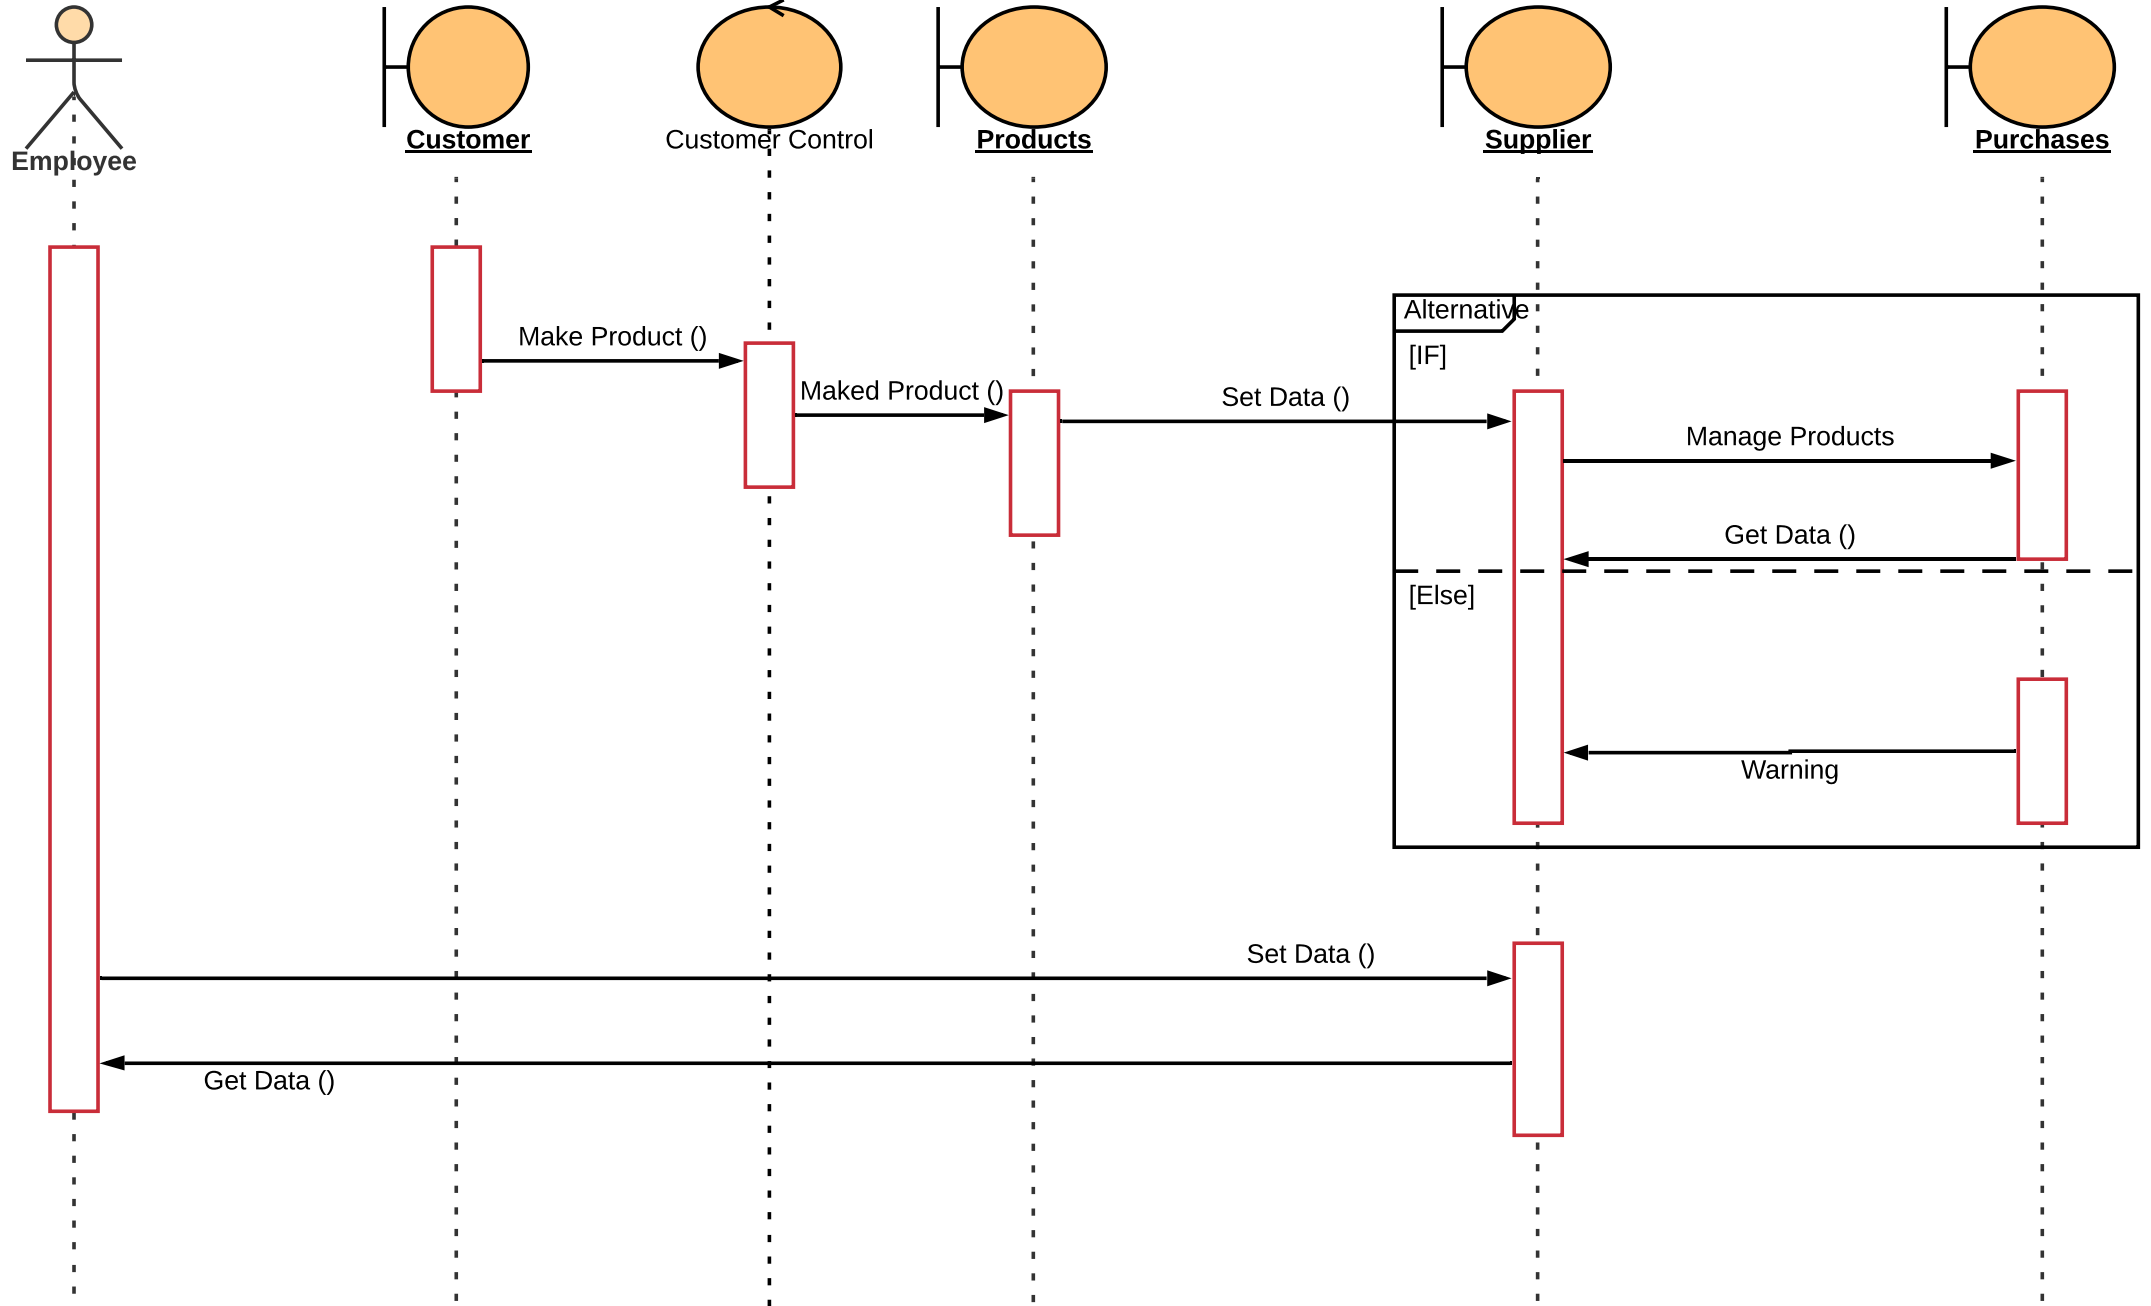 Employee
Customer
Customer Control
Products
Supplier
Purchases
Alternative
[IF]
Make Product ()
Maked Product ()
Set Data ()
Manage Products
Get Data ()
[Else]
Warning
Set Data ()
Get Data ()